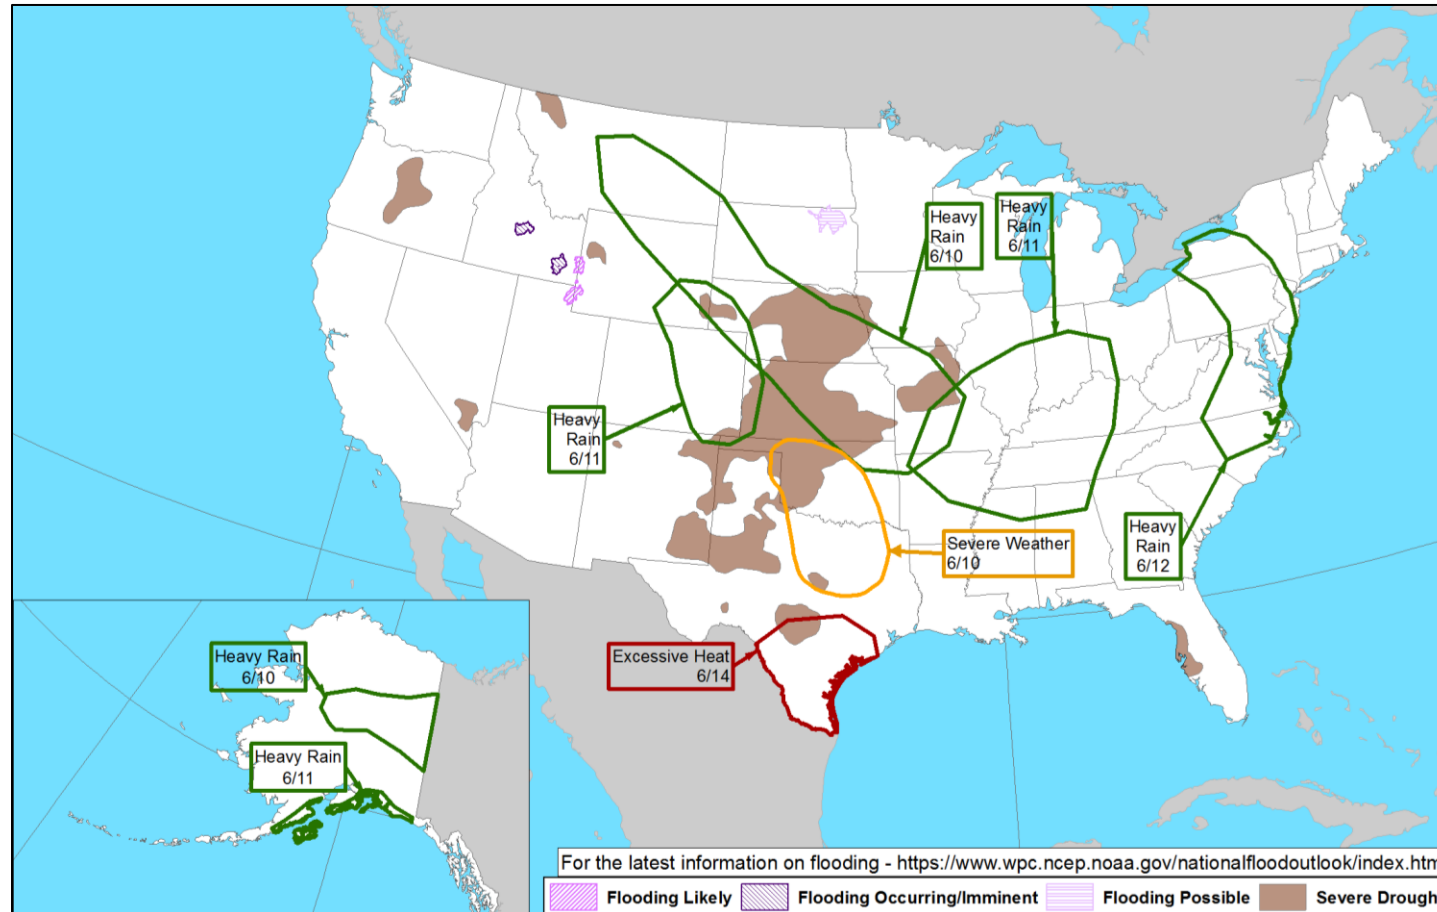 Heavy
Rain
6/10
Heavy
Rain
6/11
Heavy
Rain
6/11
Heavy
Rain
6/12
Severe Weather
6/10
Excessive Heat
6/14
Heavy Rain
6/10
Heavy Rain
6/11
For the latest information on flooding - https://www.wpc.ncep.noaa.gov/nationalfloodoutlook/index.htm
Flooding Likely
Flooding Occurring/Imminent
Flooding Possible
Severe Drough